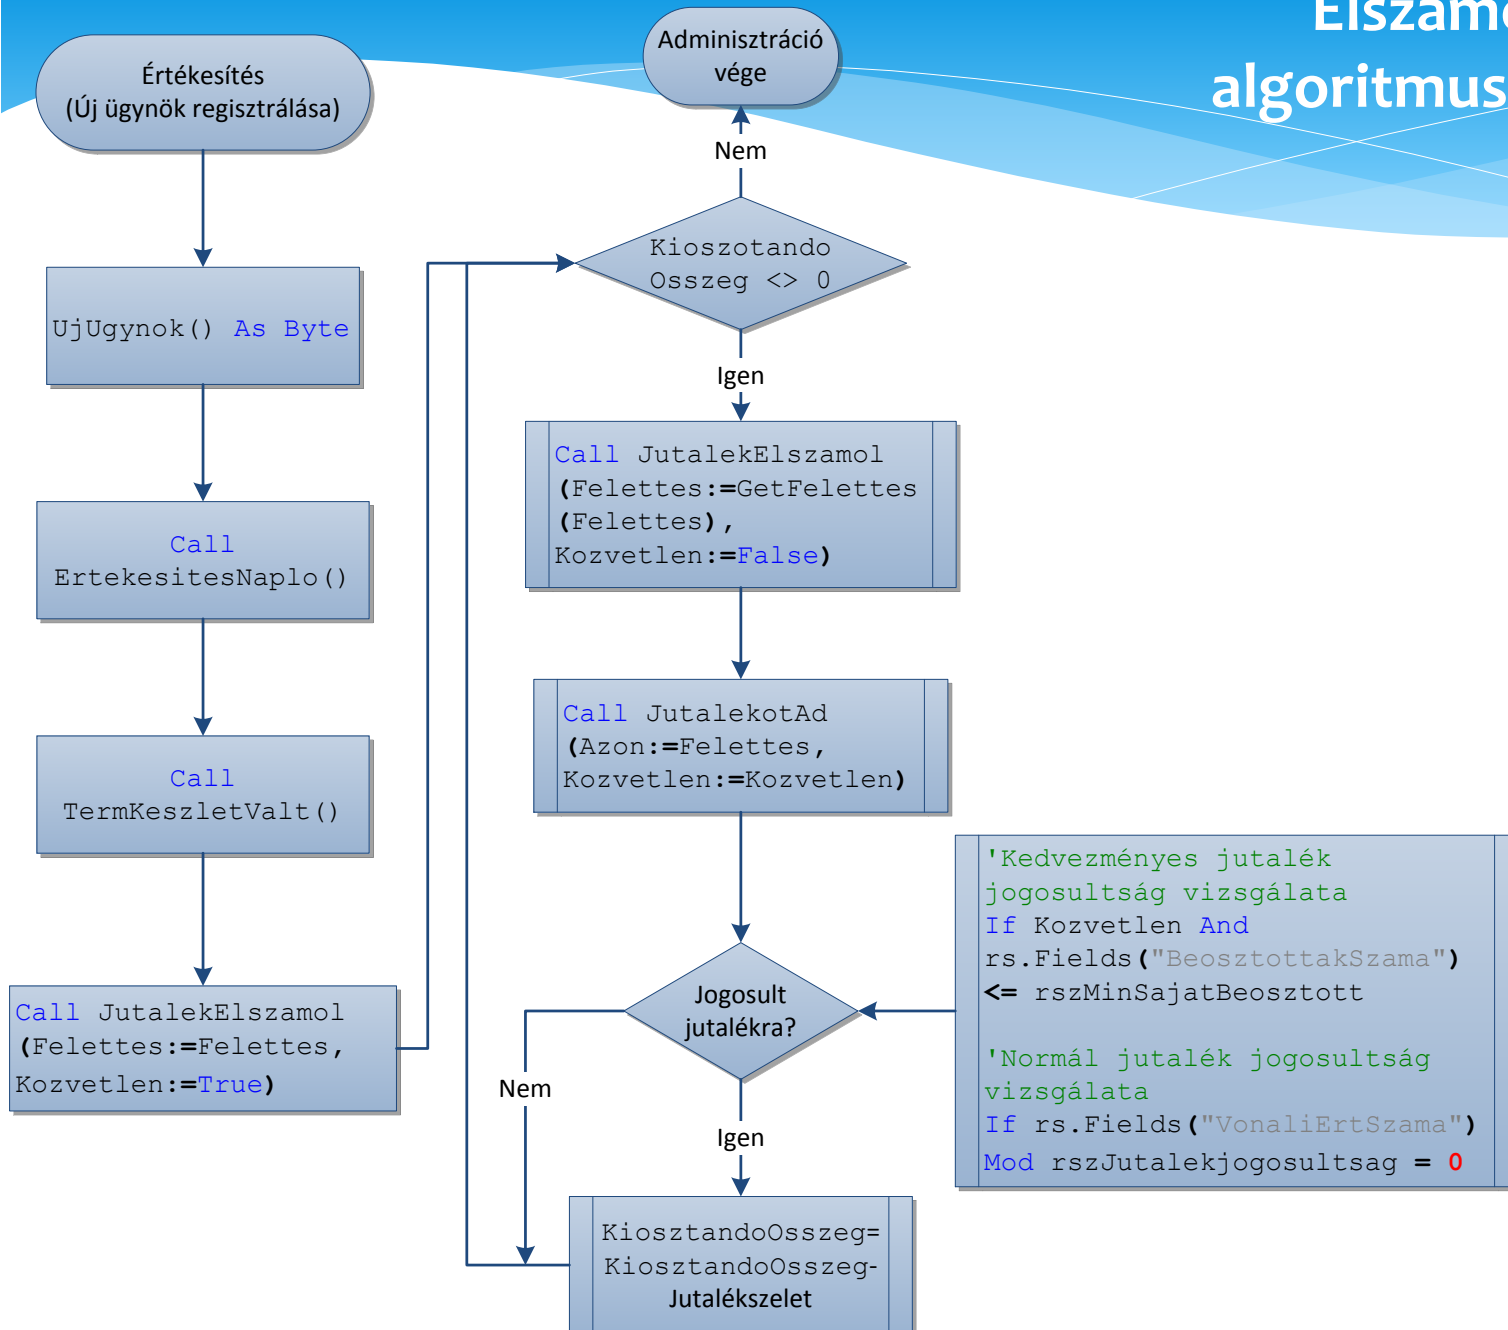 Elszámo
algoritmus
Értékesítés
(Új ügynök regisztrálása)
UjUgynok() As Byte
Call
ErtekesitesNaplo()
Call
TermKeszletValt()
Call JutalekElszamol
(Felettes:=Felettes,
Kozvetlen:=True)
Adminisztráció
vége
Nem
Kioszotando
Osszeg <> 0
Igen
Call JutalekElszamol
(Felettes:=GetFelettes
(Felettes),
Kozvetlen:=False)
Call JutalekotAd
(Azon:=Felettes,
Kozvetlen:=Kozvetlen)
Jogosult
jutalékra?
Nem
Igen
KiosztandoOsszeg=
KiosztandoOsszeg-
Jutalékszelet
'Kedvezményes jutalék
jogosultság vizsgálata
If Kozvetlen And
rs.Fields("BeosztottakSzama")
<= rszMinSajatBeosztott
'Normál jutalék jogosultság
vizsgálata
If rs.Fields("VonaliErtSzama")
Mod rszJutalekjogosultsag = 0